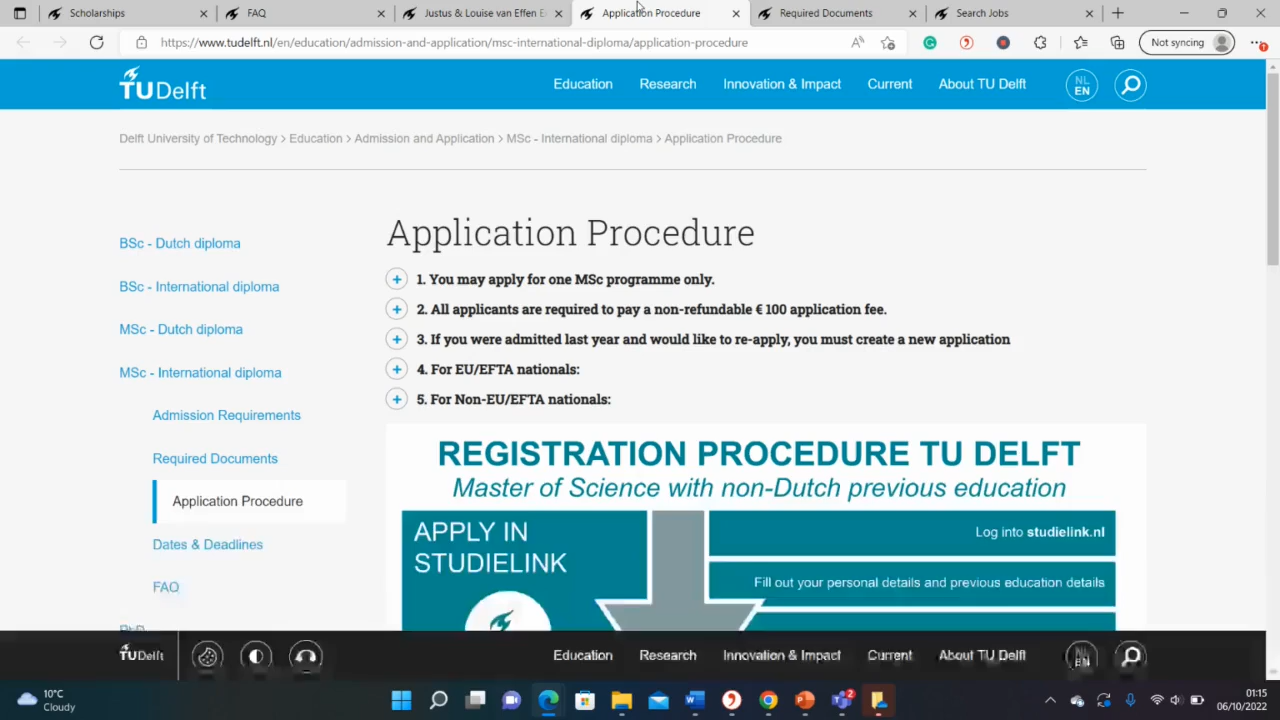 Scholarships
FAQ
Justus & Louise van Effen E
Application Procedure
Required Documents
Search Jobs
https://www.tudelft.nl/en/education/admission-and-application/msc-international-diploma/application-procedure
Not syncing
TU Delft
Education
Research
Innovation & Impact
Current
About TU Delft
NL
EN
Delft University of Technology > Education > Admission and Application > MSc - International diploma > Application Procedure
Application Procedure
BSc - Dutch diploma
BSc - International diploma
MSc - Dutch diploma
MSc - International diploma
Admission Requirements
Required Documents
Application Procedure
Dates & Deadlines
FAQ
1. You may apply for one MSc programme only.
2. All applicants are required to pay a non-refundable € 100 application fee.
3. If you were admitted last year and would like to re-apply, you must create a new application
4. For EU/EFTA nationals:
5. For Non-EU/EFTA nationals:
REGISTRATION PROCEDURE TU DELFT
Master of Science with non-Dutch previous education
APPLY IN
STUDIELINK
Log into studielink.nl
Fill out your personal details and previous education details
TU Delft
Education
Research
Innovation & Impact
Current
About TU Delft
NL
EN
10°C
Cloudy
2
01:15
06/10/2022